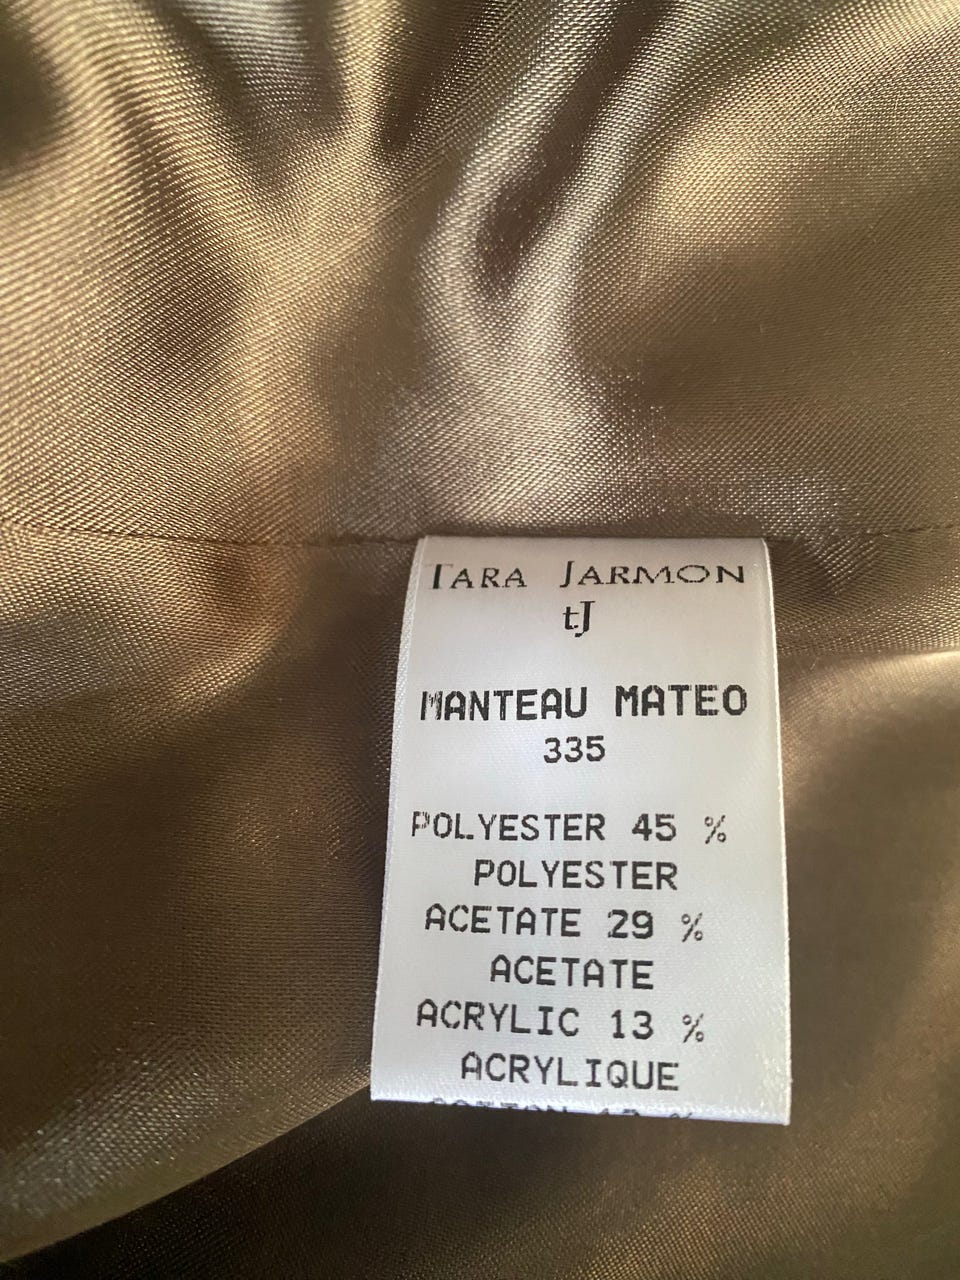 TARA JARMON
tJ
MANTEAU MATEO
335
POLYESTER 45 %
POLYESTER
ACETATE 29 %
ACETATE
ACRYLIC 13 %
ACRYLIQUE